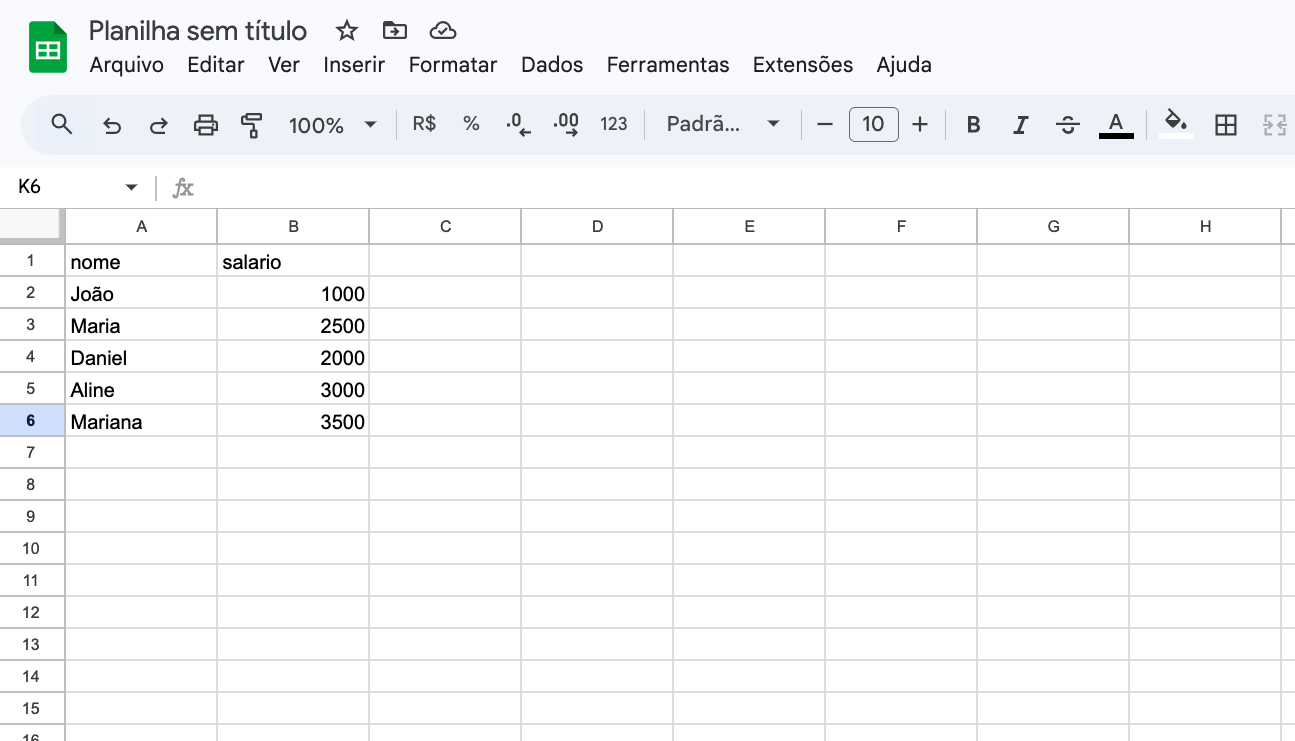 Planilha sem título
Arquivo Editar Ver Inserir Formatar Dados Ferramentas Extensões Ajuda
100% R$ % .0 .00 123 Padrã... 10 B I S A
K6 fx
A B C D E F G H
1 nome salario
2 João 1000
3 Maria 2500
4 Daniel 2000
5 Aline 3000
6 Mariana 3500
7
8
9
10
11
12
13
14
15
16